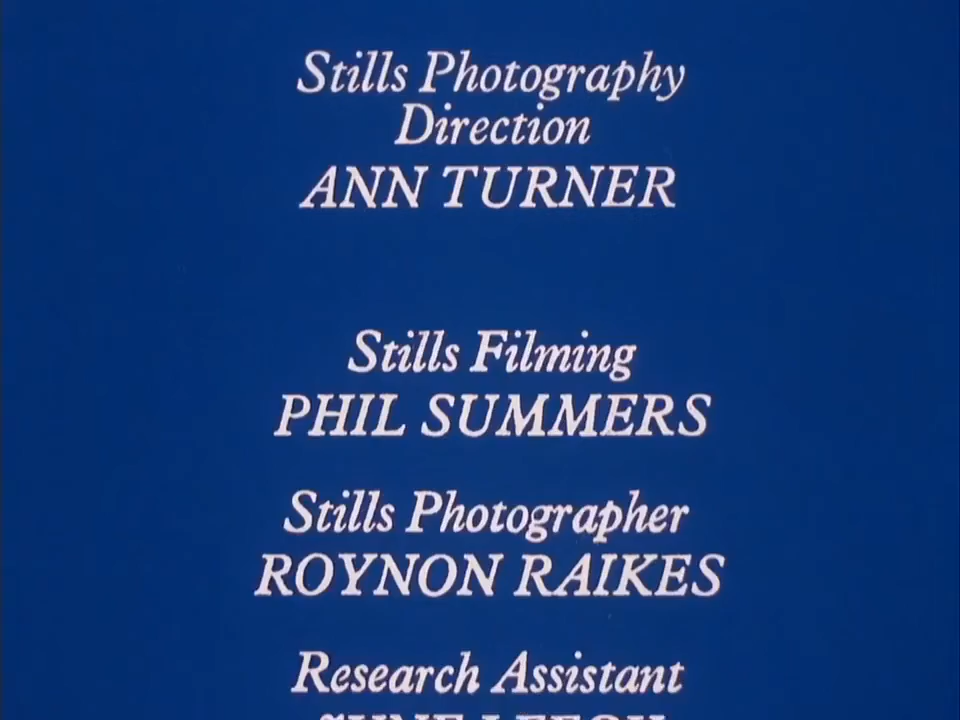 Stills Photography
Direction
ANN TURNER
Stills Filming
PHIL SUMMERS
Stills Photographer
ROYNON RAIKES
Research Assistant